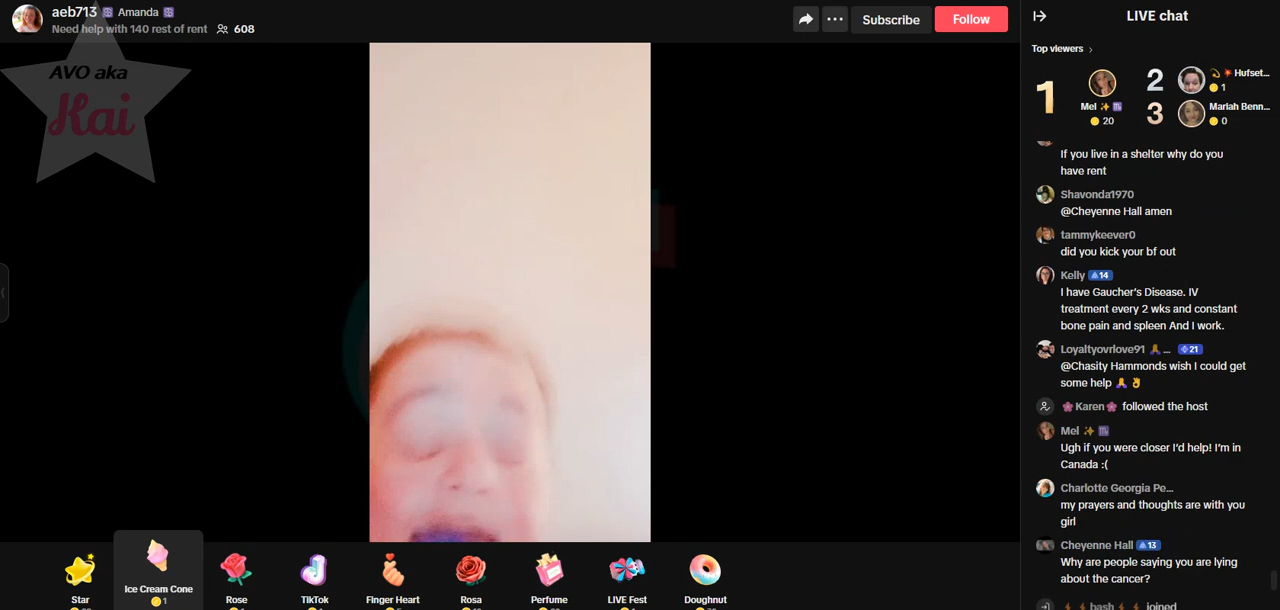 aeb713 Amanda
Need help with 140 rest of rent 608
Subscribe
Follow
AVO aka
Kai
LIVE chat
Top viewers >
1
Mel
20
2
Hufset...
1
3
Mariah Benn...
0
If you live in a shelter why do you
have rent
Shavonda1970
@Cheyenne Hall amen
tammykeever0
did you kick your bf out
Kelly 14
I have Gaucher's Disease. IV
treatment every 2 wks and constant
bone pain and spleen And I work.
Loyaltyovrlove91 ... 21
@Chasity Hammonds wish I could get
some help
Karen followed the host
Mel
Ugh if you were closer I'd help! I'm in
Canada :(
Charlotte Georgia Pe...
my prayers and thoughts are with you
girl
Cheyenne Hall 13
Why are people saying you are lying
about the cancer?
bash joined
Star
Ice Cream Cone
1
Rose
TikTok
Finger Heart
Rosa
Perfume
LIVE Fest
Doughnut